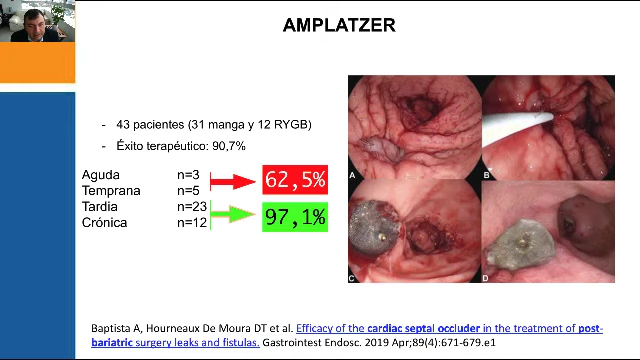 AMPLATZER
- 43 pacientes (31 manga y 12 RYGB)
- Éxito terapéutico: 90,7%
Aguda n=3
Temprana n=5
62,5%
Tardia n=23
Crónica n=12
97,1%
A
B
C
D
Baptista A, Hourneaux De Moura DT et al. Efficacy of the cardiac septal occluder in the treatment of post-
bariatric surgery leaks and fistulas. Gastrointest Endosc. 2019 Apr;89(4):671-679.e1